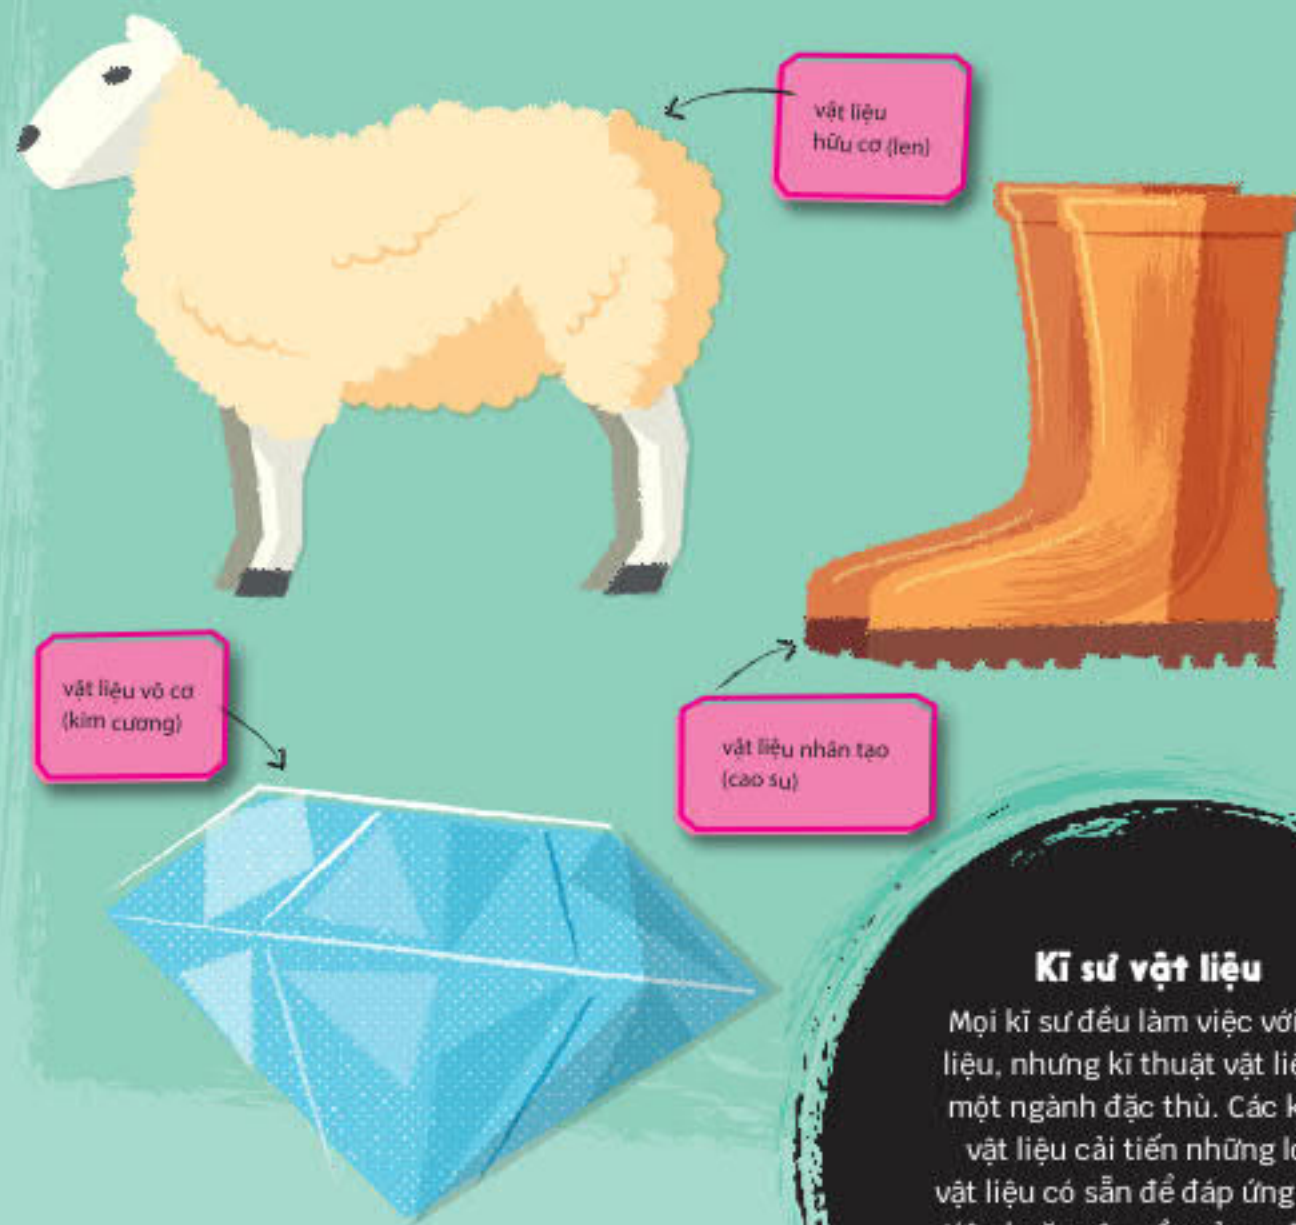 vật liệu
hữu cơ (len)
vật liệu vô cơ
(kim cương)
vật liệu nhân tạo
(cao su)
Kĩ sư vật liệu
Mọi kĩ sư đều làm việc với
liệu, nhưng kĩ thuật vật
một ngành đặc thù. Các
vật liệu cải tiến những
vật liệu có sẵn để đáp ứng